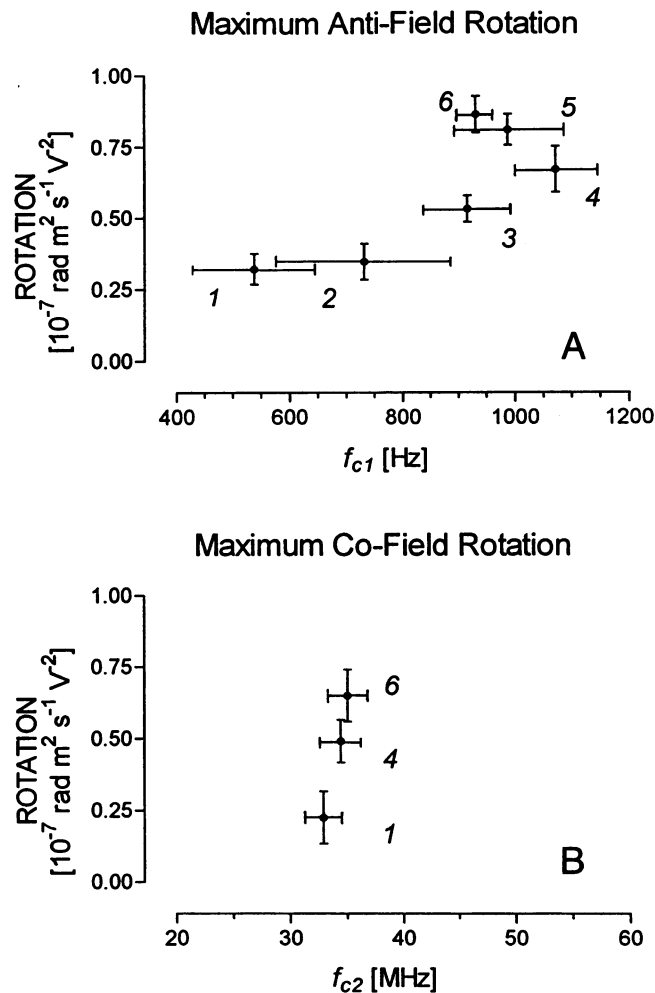 Maximum Anti-Field Rotation
ROTATION
[10⁻⁷ rad m² s⁻¹ V⁻²]
1.00
0.75
0.50
0.25
0.00
6
5
4
3
1
2
A
400
600
800
1000
1200
fc1 [Hz]
Maximum Co-Field Rotation
ROTATION
[10⁻⁷ rad m² s⁻¹ V⁻²]
1.00
0.75
0.50
0.25
0.00
6
4
1
B
20
30
40
50
60
fc2 [MHz]